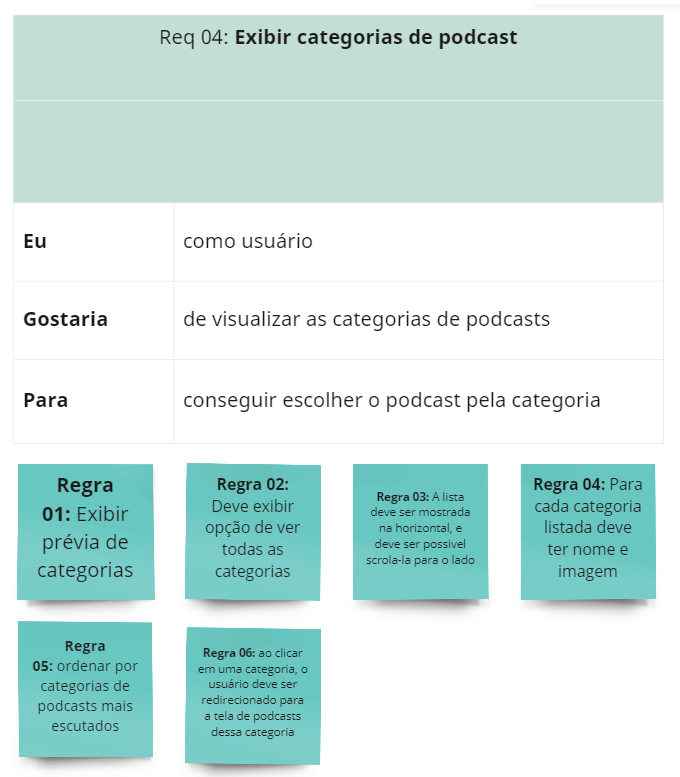 Req 04: Exibir categorias de podcast
Eu
como usuário
Gostaria
de visualizar as categorias de podcasts
Para
conseguir escolher o podcast pela categoria
Regra
01: Exibir
prévia de
categorias
Regra 02:
Deve exibir
opção de ver
todas as
categorias
Regra 03: A lista
deve ser mostrada
na horizontal, e
deve ser possivel
scrola-la para o lado
Regra 04: Para
cada categoria
listada deve
ter nome e
imagem
Regra
05: ordenar por
categorias de
podcasts mais
escutados
Regra 06: ao clicar
em uma categoria, o
usuário deve ser
redirecionado para
a tela de podcasts
dessa categoria